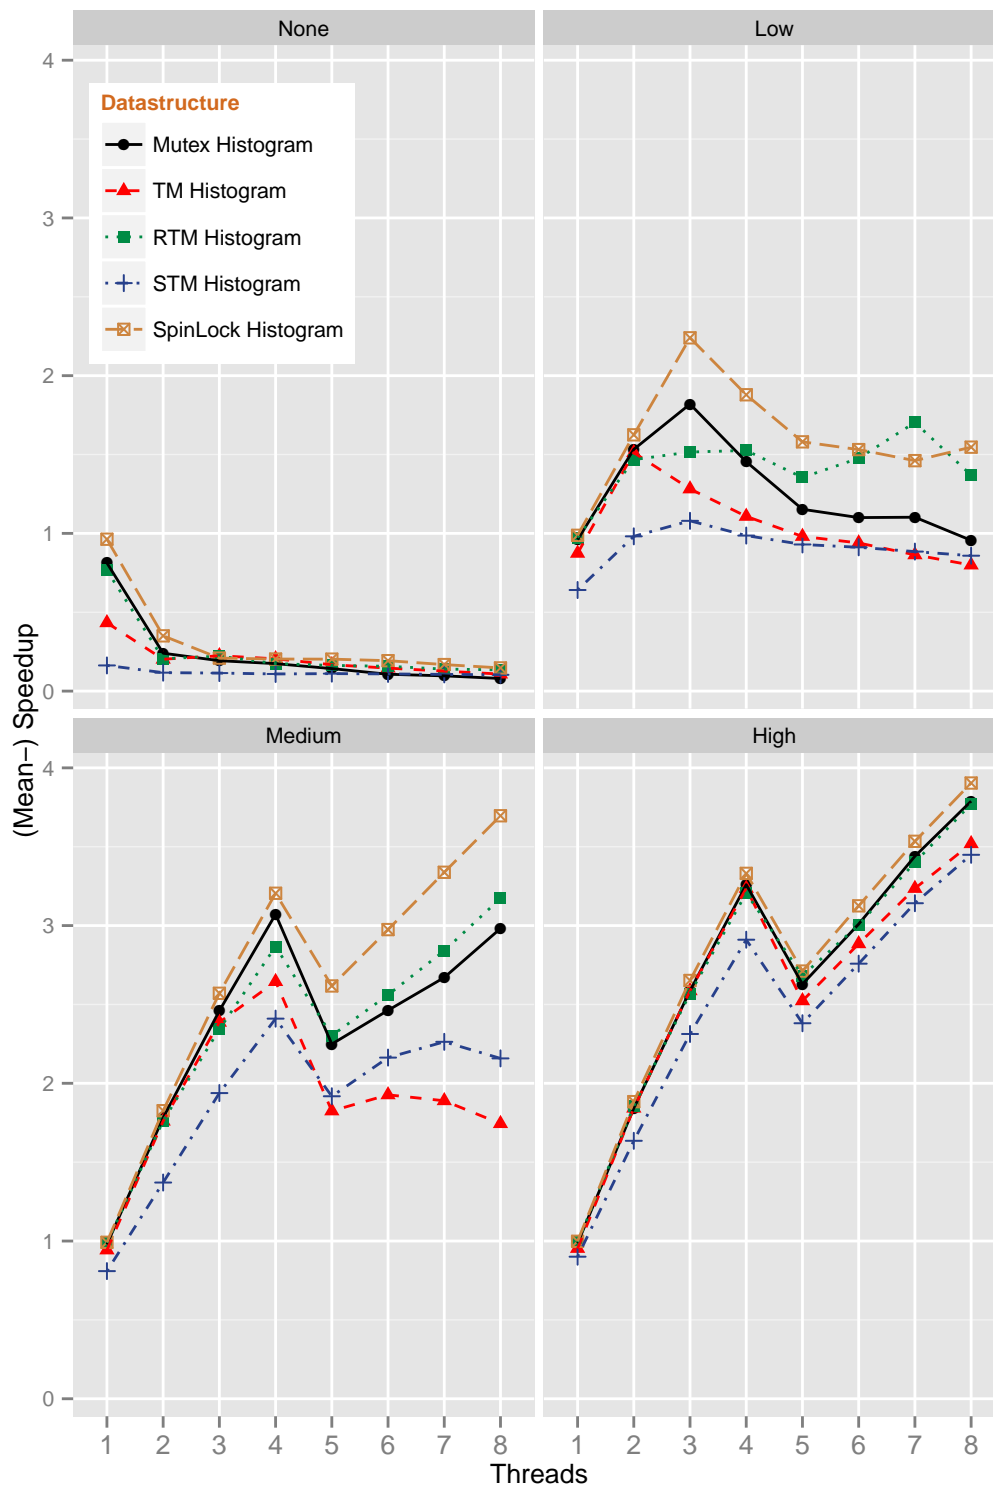 None
Low
4
3
2
1
0
Datastructure
Mutex Histogram
TM Histogram
RTM Histogram
STM Histogram
SpinLock Histogram
(Mean−) Speedup
Medium
High
4
3
2
1
0
1 2 3 4 5 6 7 8
1 2 3 4 5 6 7 8
Threads